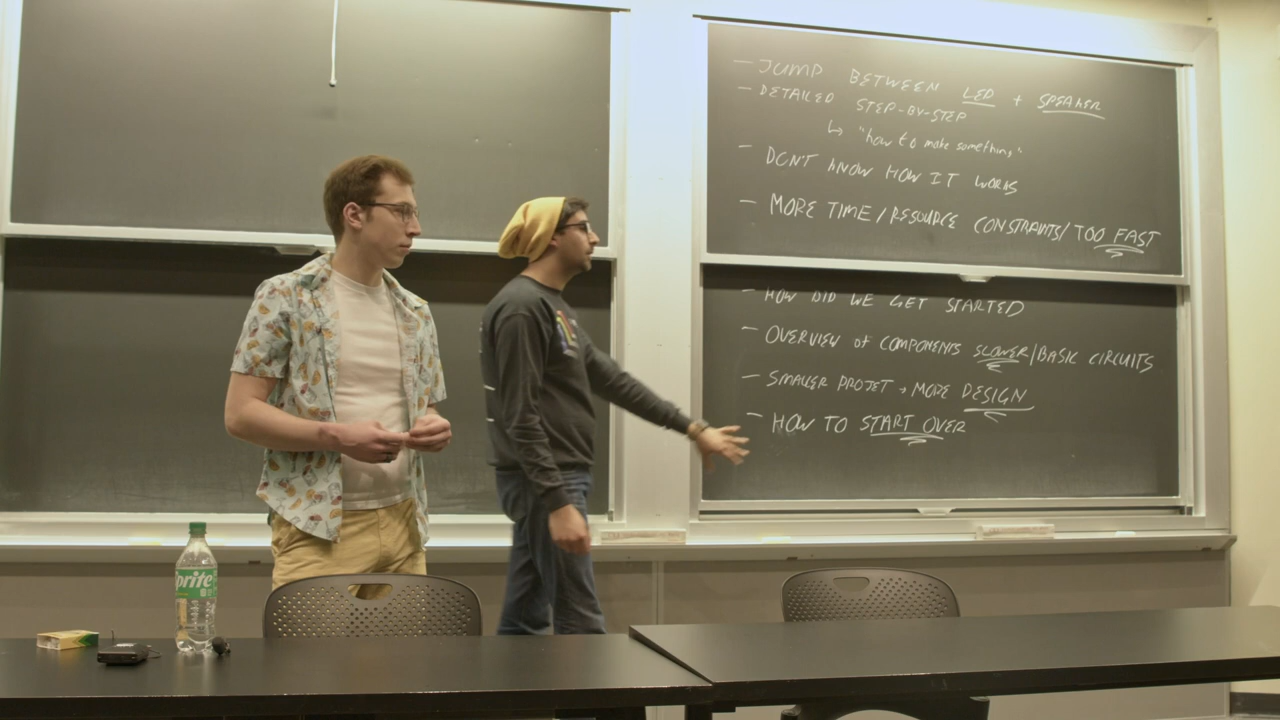 — JUMP BETWEEN LED + SPEAKER
— DETAILED STEP-BY-STEP
↳ "how to make something"
— DONT KNOW HOW IT WORKS
— MORE TIME/RESOURCE CONSTRAINTS/TOO FAST
— HOW DID WE GET STARTED
— OVERVIEW of COMPONENTS SLOWER/BASIC CIRCUITS
— SMALLER PROJET → MORE DESIGN
— HOW TO START OVER
prite